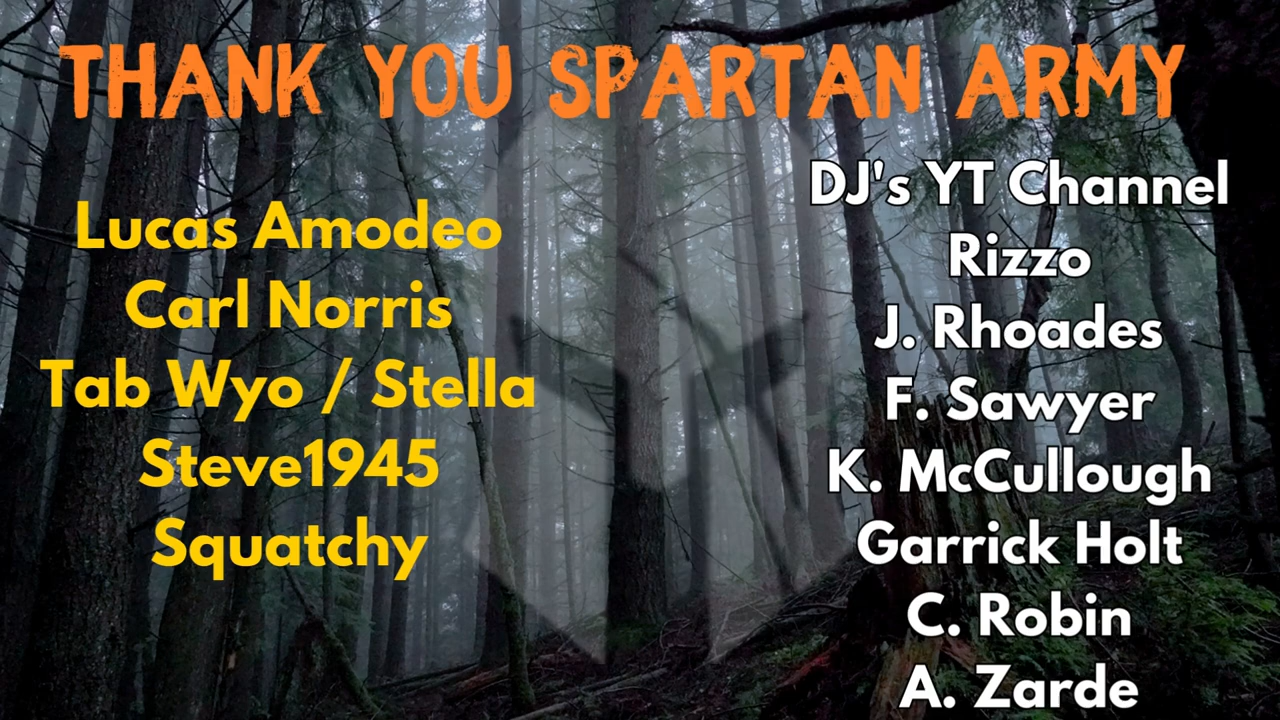 THANK YOU SPARTAN ARMY
Lucas Amodeo
Carl Norris
Tab Wyo / Stella
Steve1945
Squatchy
DJ's YT Channel
Rizzo
J. Rhoades
F. Sawyer
K. McCullough
Garrick Holt
C. Robin
A. Zarde